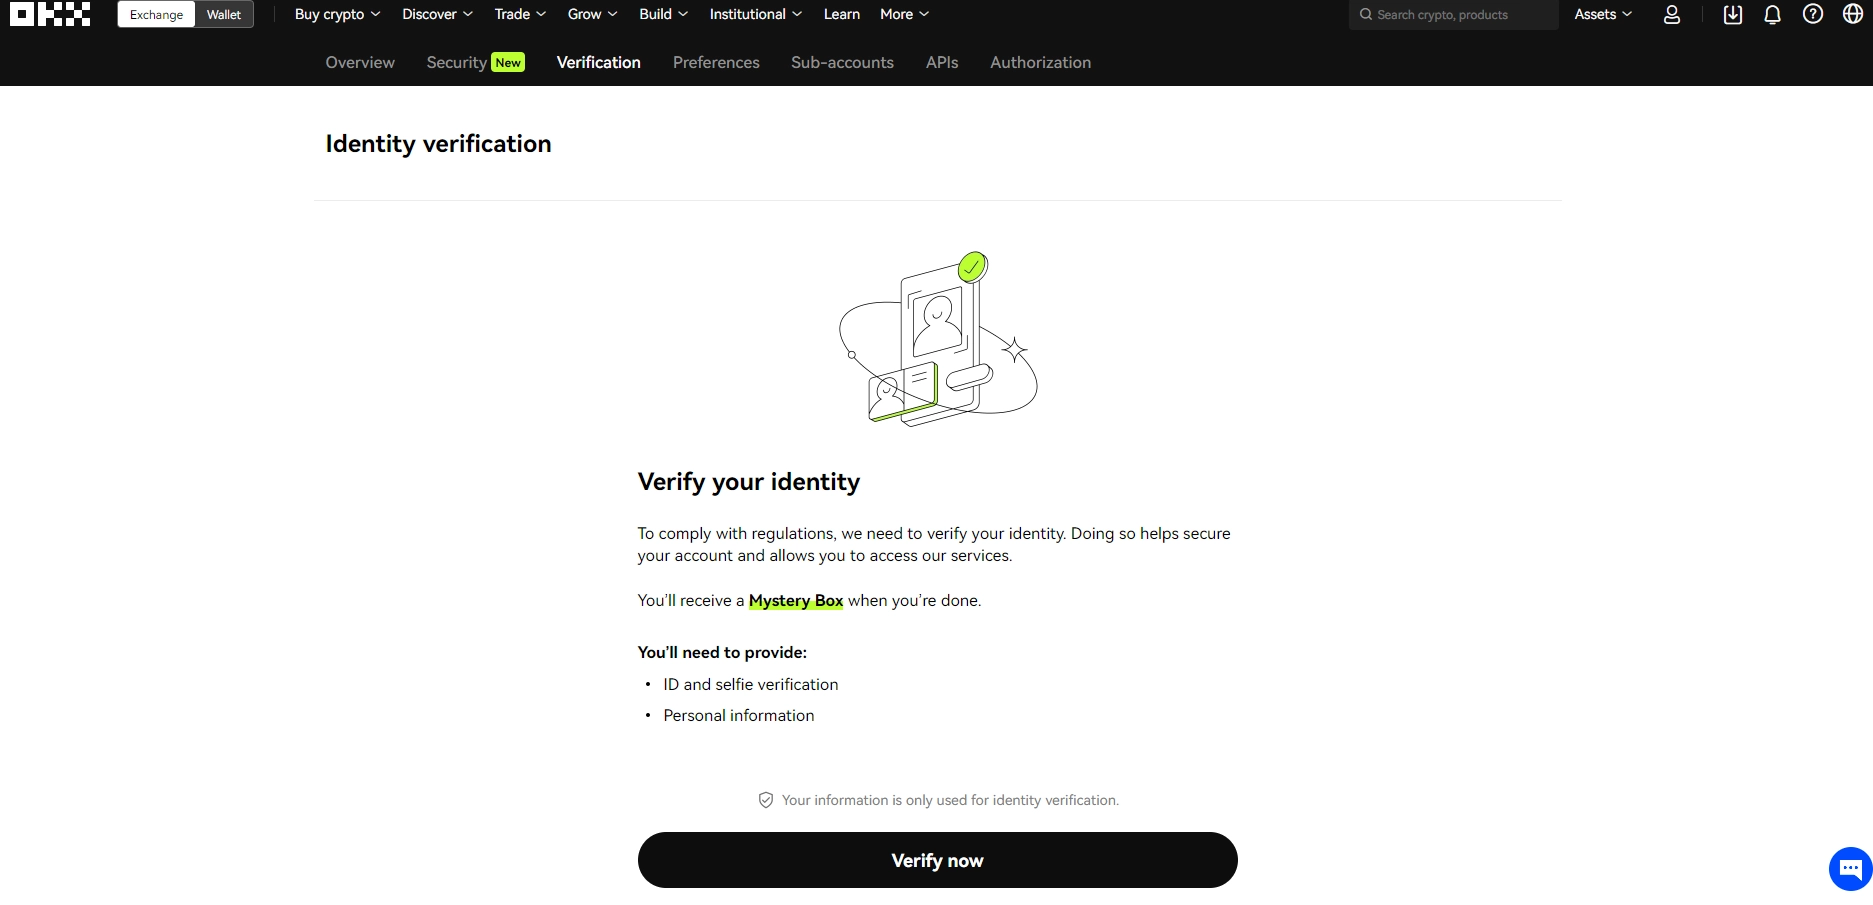 OKX
Exchange Wallet Buy crypto Discover Trade Grow Build Institutional Learn More Search crypto, products Assets
Overview Security New Verification Preferences Sub-accounts APIs Authorization
Identity verification
Verify your identity
To comply with regulations, we need to verify your identity. Doing so helps secure
your account and allows you to access our services.
You’ll receive a Mystery Box when you’re done.
You’ll need to provide:
• ID and selfie verification
• Personal information
Your information is only used for identity verification.
Verify now